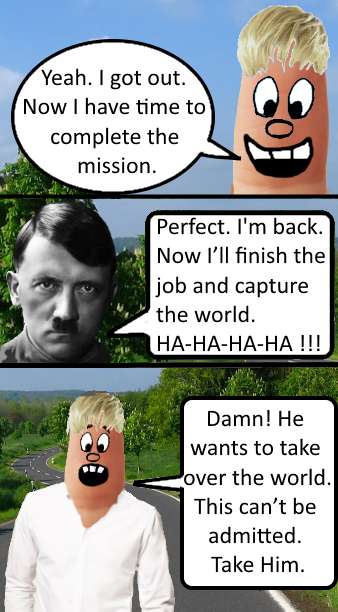 Yeah. I got out.
Now I have time to
complete the
mission.
Perfect. I'm back.
Now I’ll finish the
job and capture
the world.
HA-HA-HA-HA !!!
Damn! He
wants to take
over the world.
This can’t be
admitted.
Take Him.